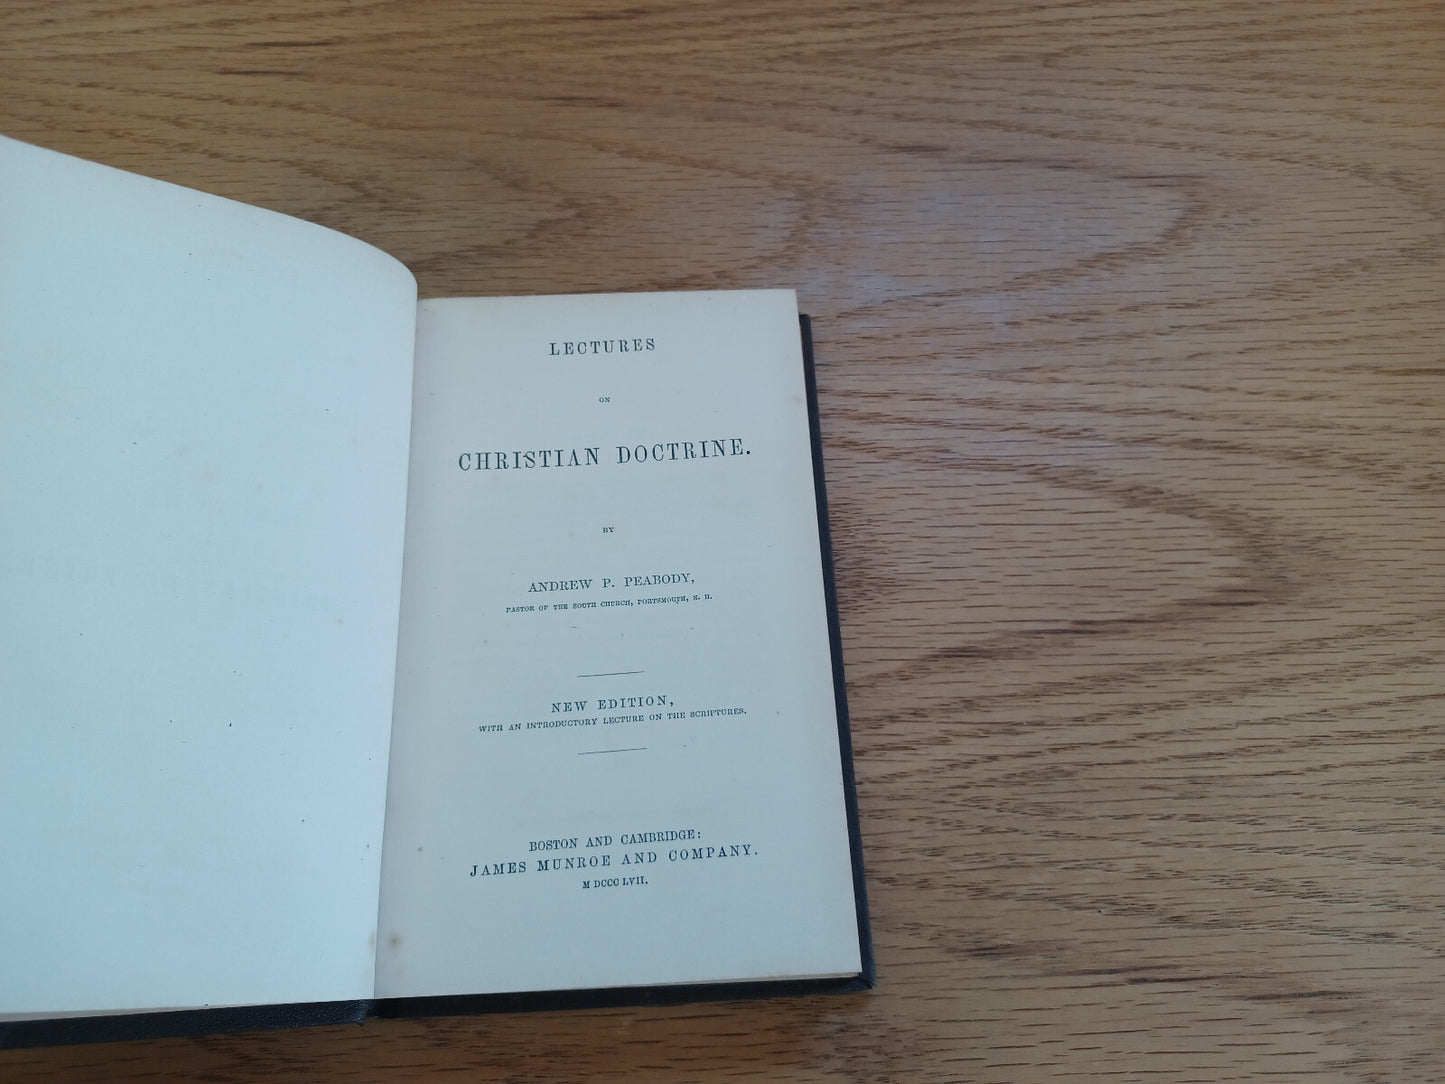 LECTURES
ON
CHRISTIAN DOCTRINE.
BY
ANDREW P. PEABODY,
PASTOR OF THE SOUTH CHURCH, PORTSMOUTH, N. H.
NEW EDITION,
WITH AN INTRODUCTORY LECTURE ON THE SCRIPTURES.
BOSTON AND CAMBRIDGE:
JAMES MUNROE AND COMPANY.
M DCCC LVII.